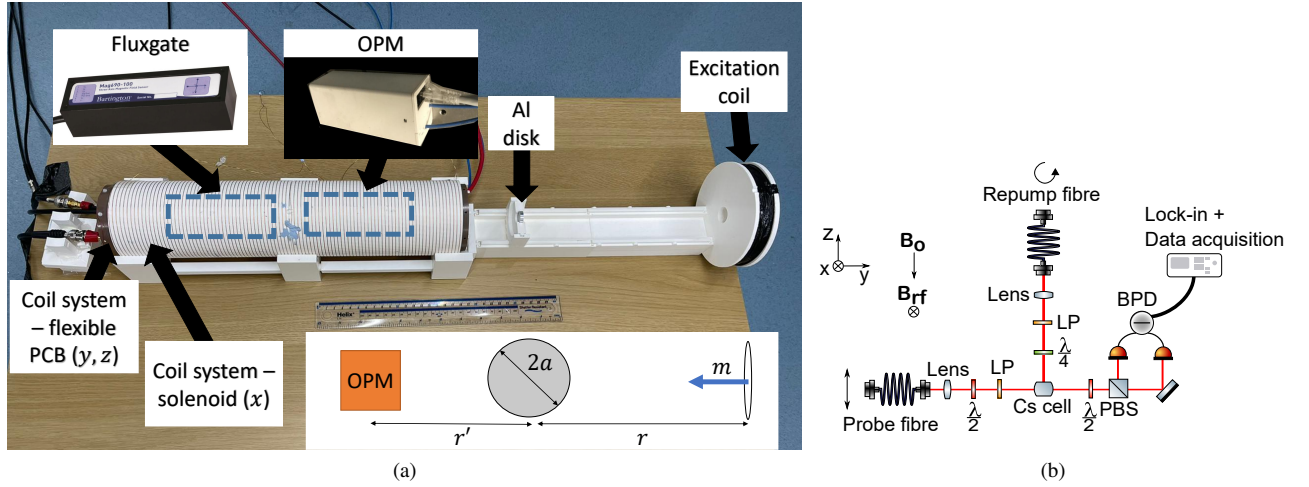 Fluxgate
Mag690-100
Bartington
OPM
Excitation
coil
Al
disk
Coil system
– flexible
PCB (y, z)
Coil system –
solenoid (x)
Helix
OPM
2a
m
r′
r
(a)
Repump fibre
Lock-in +
Data acquisition
z
x
y
Bo
Brf
Lens
BPD
LP
λ/4
Lens
LP
λ/2
Cs cell
λ/2
PBS
Probe fibre
(b)